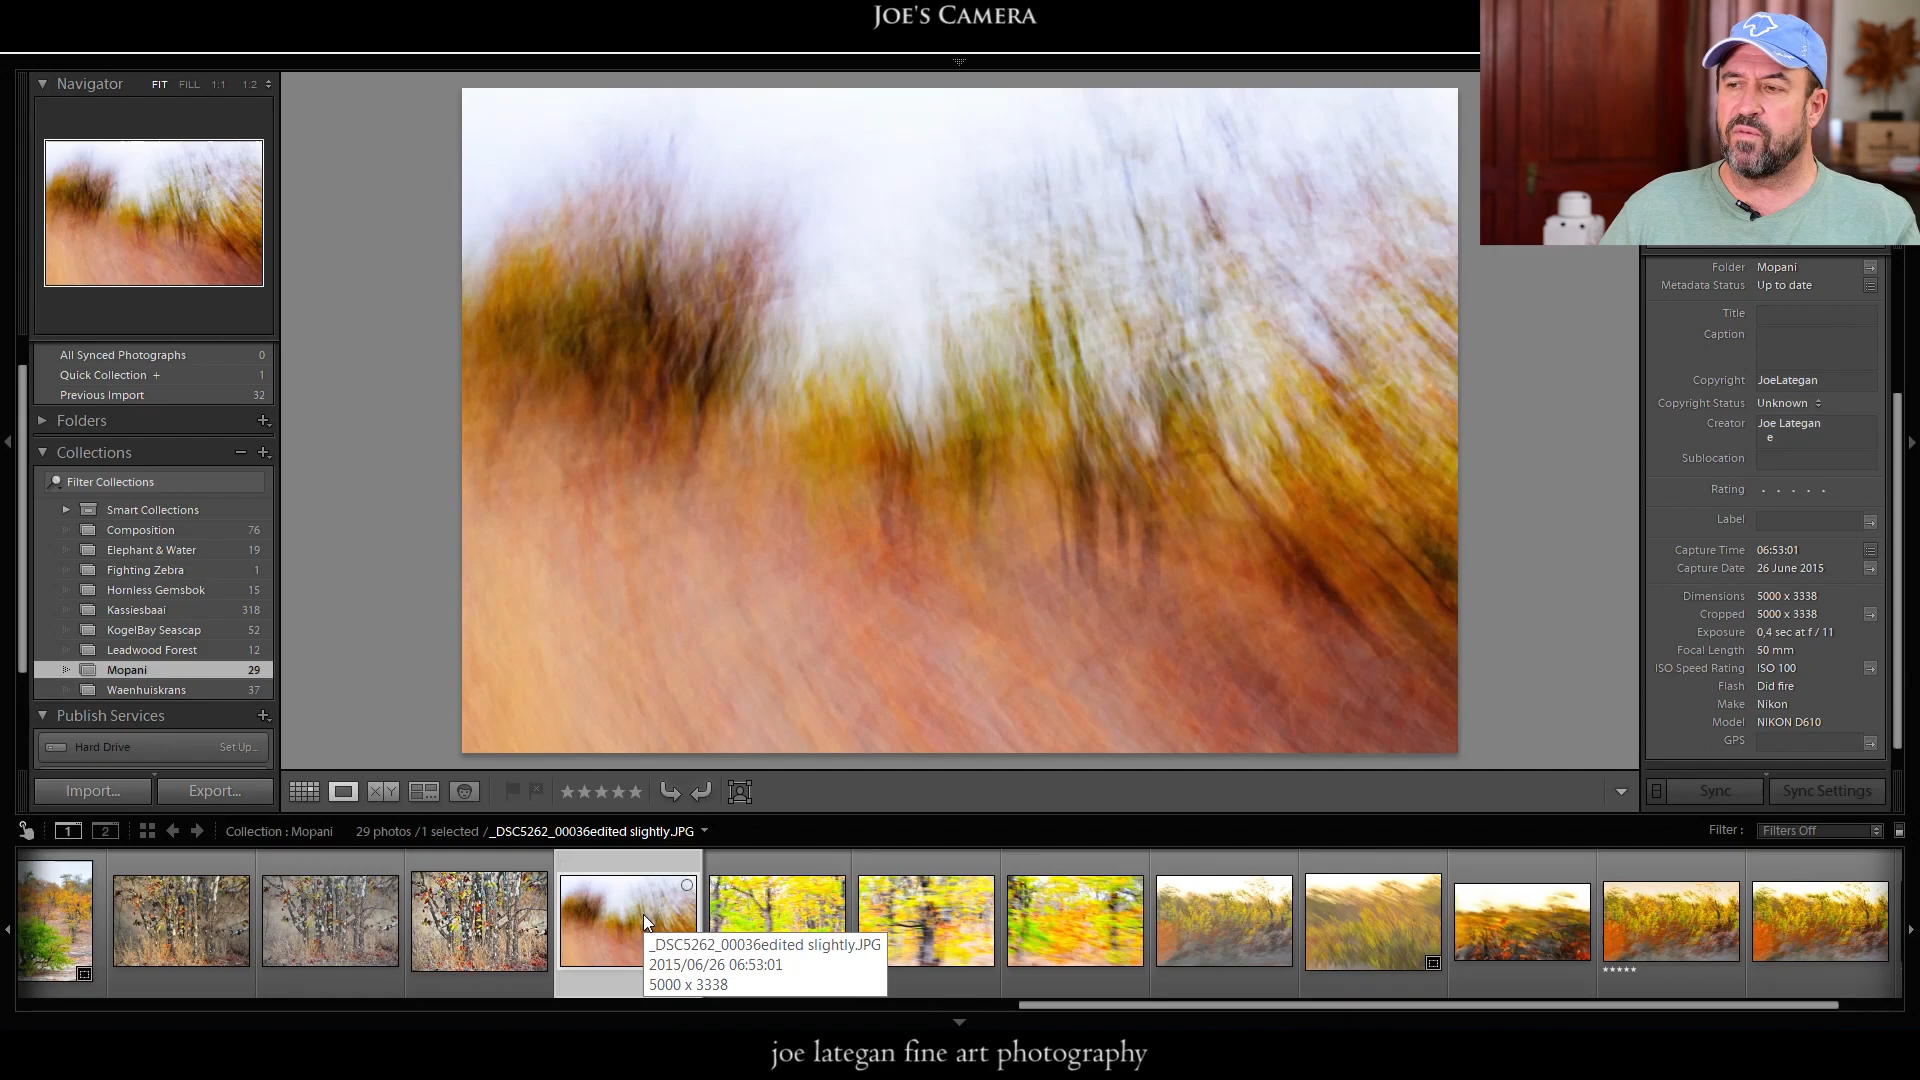 JOE'S CAMERA
Navigator FIT FILL 1:1 1:2
All Synced Photographs 0
Quick Collection + 1
Previous Import 32
Folders
Collections
Filter Collections
Smart Collections
Composition 76
Elephant & Water 19
Fighting Zebra 1
Hornless Gemsbok 15
Kassiesbaai 318
KogelBay Seascap 52
Leadwood Forest 12
Mopani 29
Waenhuiskrans 37
Publish Services
Hard Drive Set Up...
Import... Export...
Folder Mopani
Metadata Status Up to date
Title
Caption
Copyright JoeLategan
Copyright Status Unknown
Creator Joe Lategan
e
Sublocation
Rating
Label
Capture Time 06:53:01
Capture Date 26 June 2015
Dimensions 5000 x 3338
Cropped 5000 x 3338
Exposure 0,4 sec at f / 11
Focal Length 50 mm
ISO Speed Rating ISO 100
Flash Did fire
Make Nikon
Model NIKON D610
GPS
X Y
Sync Sync Settings
1 2 Collection : Mopani 29 photos / 1 selected / _DSC5262_00036edited slightly.JPG Filter : Filters Off
_DSC5262_00036edited slightly.JPG
2015/06/26 06:53:01
5000 x 3338
joe lategan fine art photography